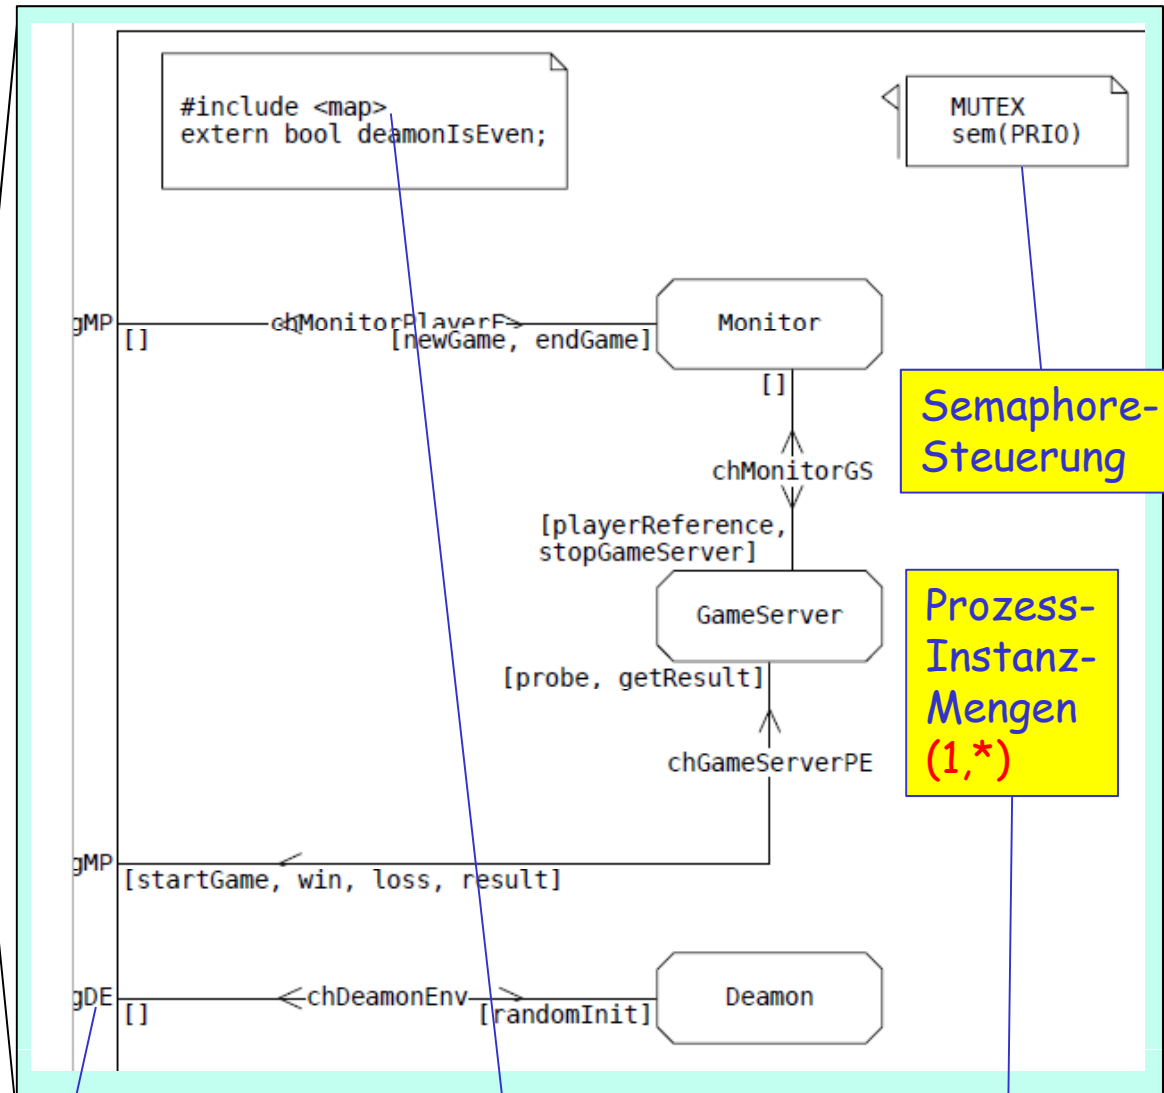 #include <map>
extern bool deamonIsEven;
MUTEX
sem(PRIO)
gMP
[]
chMonitorPlayerE
[newGame, endGame]
Monitor
[]
Semaphore-
Steuerung
chMonitorGS
[playerReference,
stopGameServer]
GameServer
Prozess-
Instanz-
Mengen
(1,*)
[probe, getResult]
chGameServerPE
gMP
[startGame, win, loss, result]
gDE
[]
chDeamonEnv
[randomInit]
Deamon